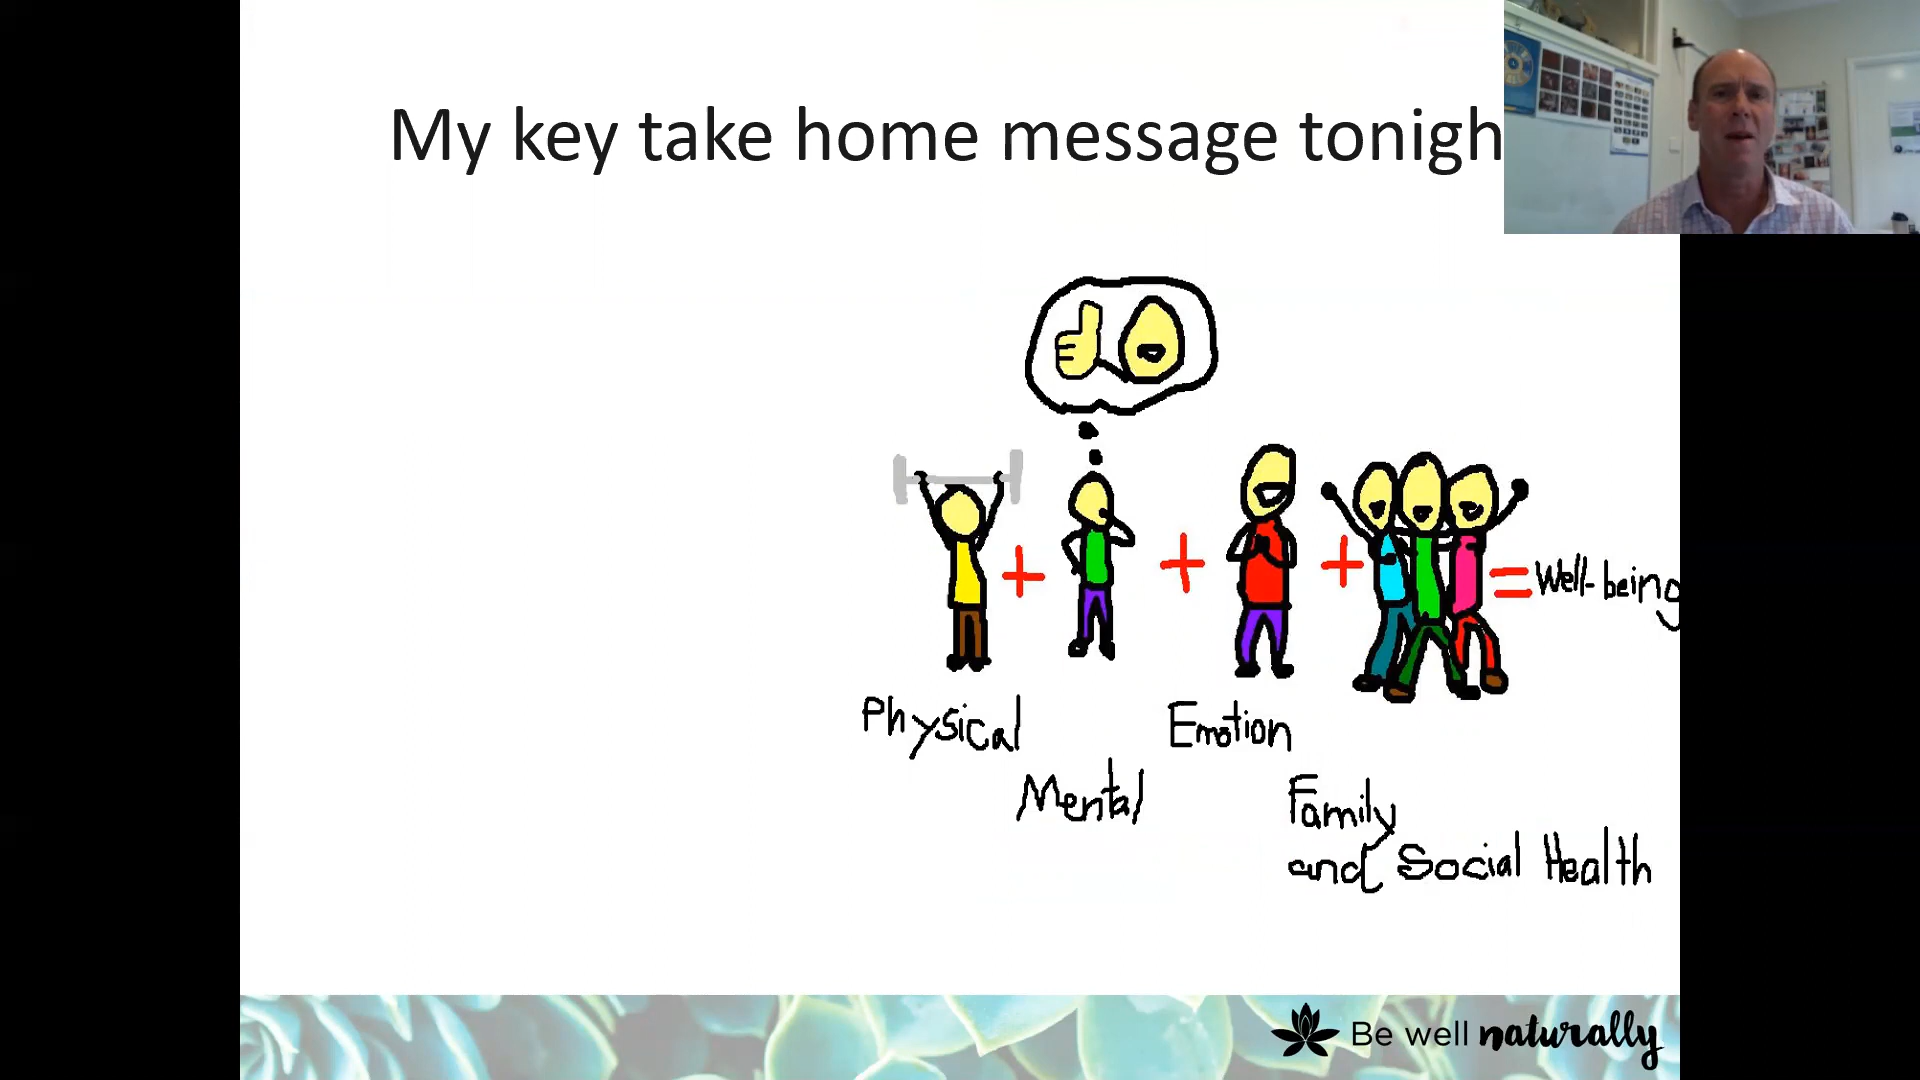 My key take home message tonigh
+ + + = Well-being
Physical
Emotion
Mental
Family
and Social Health
Be well naturally